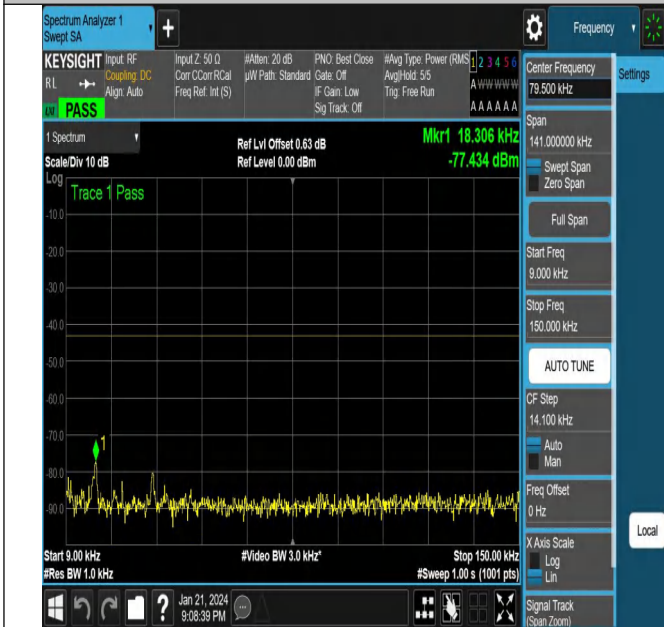 Spectrum Analyzer 1
Swept SA
Frequency
KEYSIGHT
RL
PASS
Input: RF
Coupling: DC
Align: Auto
Input Z: 50 Ω
Corr CCorr RCal
Freq Ref: Int (S)
#Atten: 20 dB
µW Path: Standard
PNO: Best Close
Gate: Off
IF Gain: Low
Sig Track: Off
#Avg Type: Power (RMS
Avg|Hold: 5/5
Trig: Free Run
1 2 3 4 5 6
A W W W W W
A A A A A A
1 Spectrum
Scale/Div 10 dB
Log
Ref Lvl Offset 0.63 dB
Ref Level 0.00 dBm
Mkr1 18.306 kHz
-77.434 dBm
Trace 1 Pass
1
-10.0
-20.0
-30.0
-40.0
-50.0
-60.0
-70.0
-80.0
-90.0
Start 9.00 kHz
#Res BW 1.0 kHz
#Video BW 3.0 kHz*
Stop 150.00 kHz
#Sweep 1.00 s (1001 pts)
Jan 21, 2024
9:08:39 PM
?
Center Frequency
79.500 kHz
Settings
Span
141.000000 kHz
Swept Span
Zero Span
Full Span
Start Freq
9.000 kHz
Stop Freq
150.000 kHz
AUTO TUNE
CF Step
14.100 kHz
Auto
Man
Freq Offset
0 Hz
Local
X Axis Scale
Log
Lin
Signal Track
(Span Zoom)